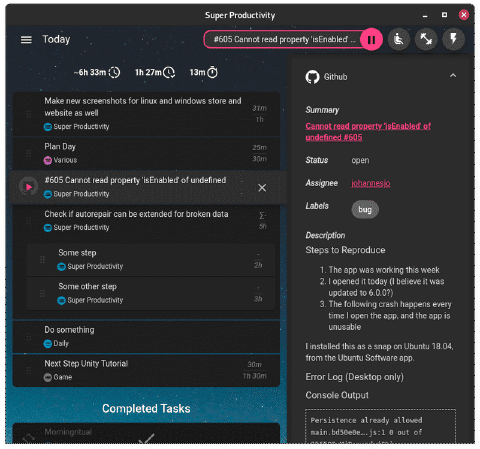 Super Productivity
Today
#605 Cannot read property 'isEnabled' ...
~6h 33m
1h 27m
13m
Make new screenshots for linux and windows store and
website as well
31m
1h
Super Productivity
Plan Day
25m
30m
Various
#605 Cannot read property 'isEnabled' of undefined
-
-
Super Productivity
Check if autorepair can be extended for broken data
Σ-
5h
Super Productivity
Some step
-
2h
Super Productivity
Some other step
-
3h
Super Productivity
Do something
-
-
Daily
Next Step Unity Tutorial
30m
1h 30m
Game
Completed Tasks
Morningritual
Github
Summary
Cannot read property 'isEnabled' of
undefined #605
Status
open
Assignee
johannesjo
Labels
bug
Description
Steps to Reproduce
1. The app was working this week
2. I opened it today (I believe it was
updated to 6.0.0?)
3. The following crash happens every
time I open the app, and the app is
unusable
I installed this as a snap on Ubuntu 18.04,
from the Ubuntu Software app.
Error Log (Desktop only)
Console Output
Persistence already allowed
main.bd50e0e….js:1 0 out of